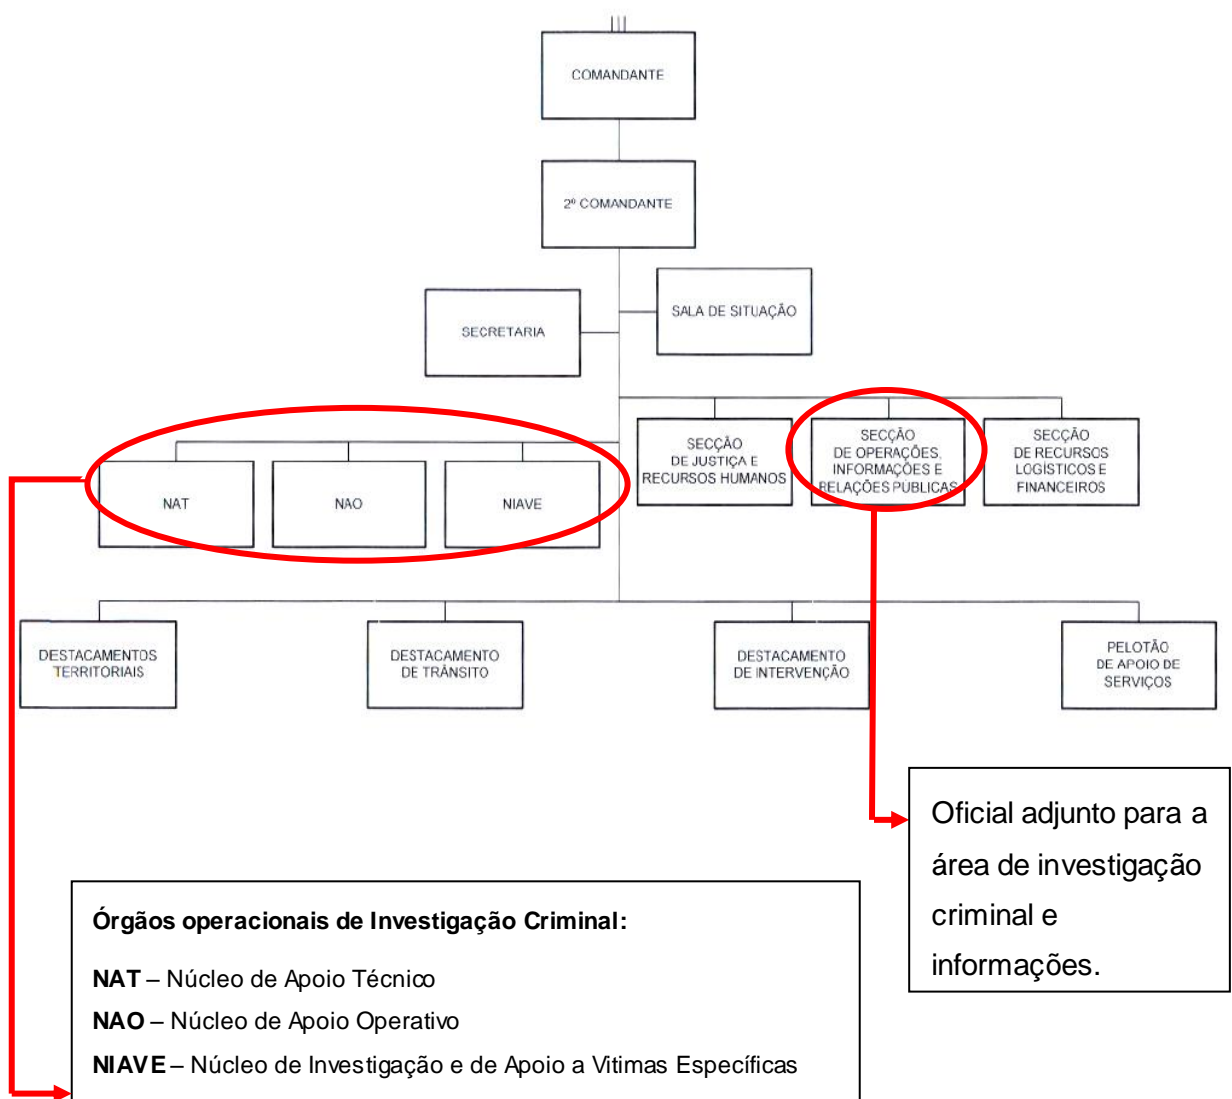 COMANDANTE
2º COMANDANTE
SALA DE SITUAÇÃO
SECRETARIA
SECÇÃO
DE JUSTIÇA E
RECURSOS HUMANOS
SECÇÃO
DE OPERAÇÕES,
INFORMAÇÕES E
RELAÇÕES PÚBLICAS
SECÇÃO
DE RECURSOS
LOGÍSTICOS E
FINANCEIROS
NAT
NAO
NIAVE
DESTACAMENTOS
TERRITORIAIS
DESTACAMENTO
DE TRÂNSITO
DESTACAMENTO
DE INTERVENÇÃO
PELOTÃO
DE APOIO DE
SERVIÇOS
Oficial adjunto para a
área de investigação
criminal e
informações.
Órgãos operacionais de Investigação Criminal:
NAT – Núcleo de Apoio Técnico
NAO – Núcleo de Apoio Operativo
NIAVE – Núcleo de Investigação e de Apoio a Vitimas Específicas